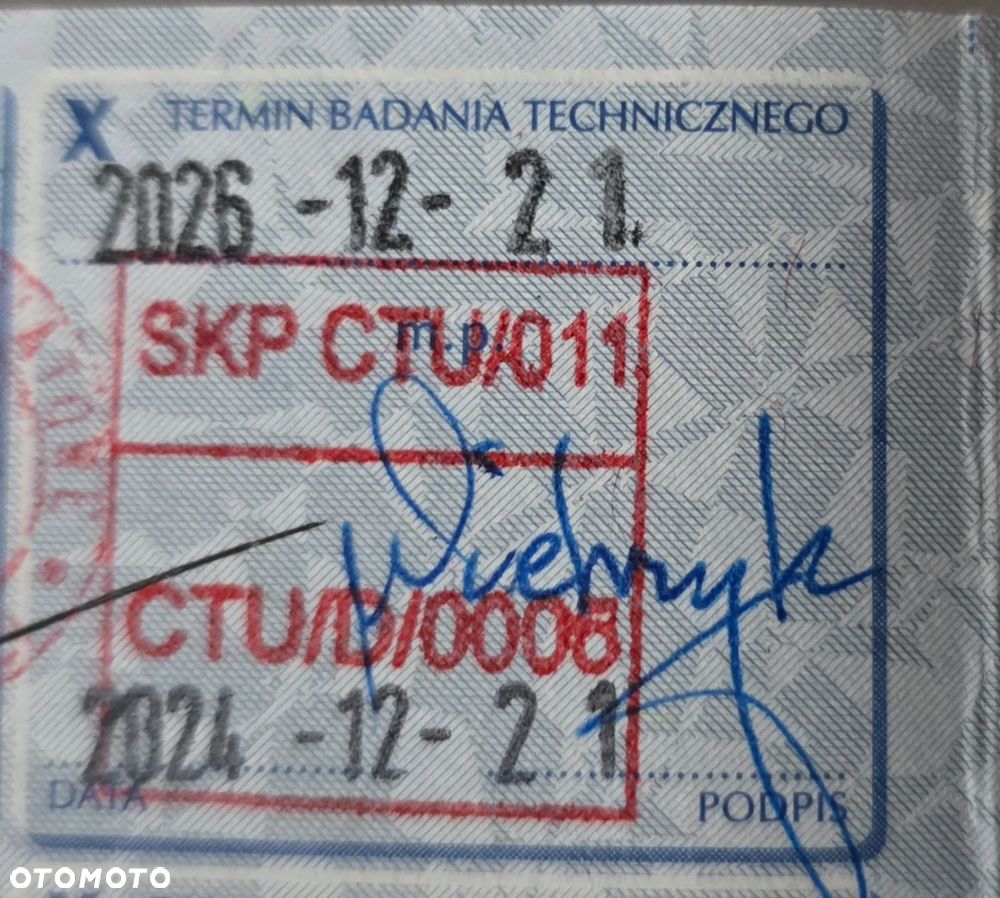 X TERMIN BADANIA TECHNICZNEGO
2026 -12- 21.
SKP CTU/011
m.p.
CTU/D/0006
2024 -12- 21
DATA
PODPIS
OTOMOTO